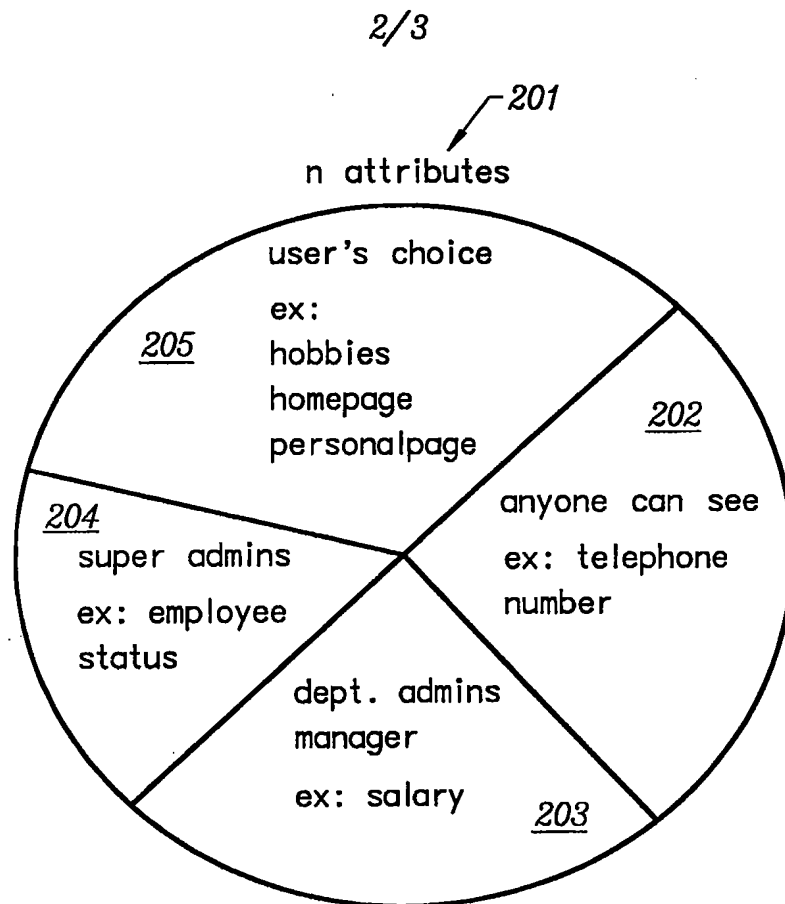 2/3
201
n attributes
user's choice
ex:
hobbies
homepage
personalpage
205
202
anyone can see
ex: telephone
number
204
super admins
ex: employee
status
dept. admins
manager
ex: salary
203